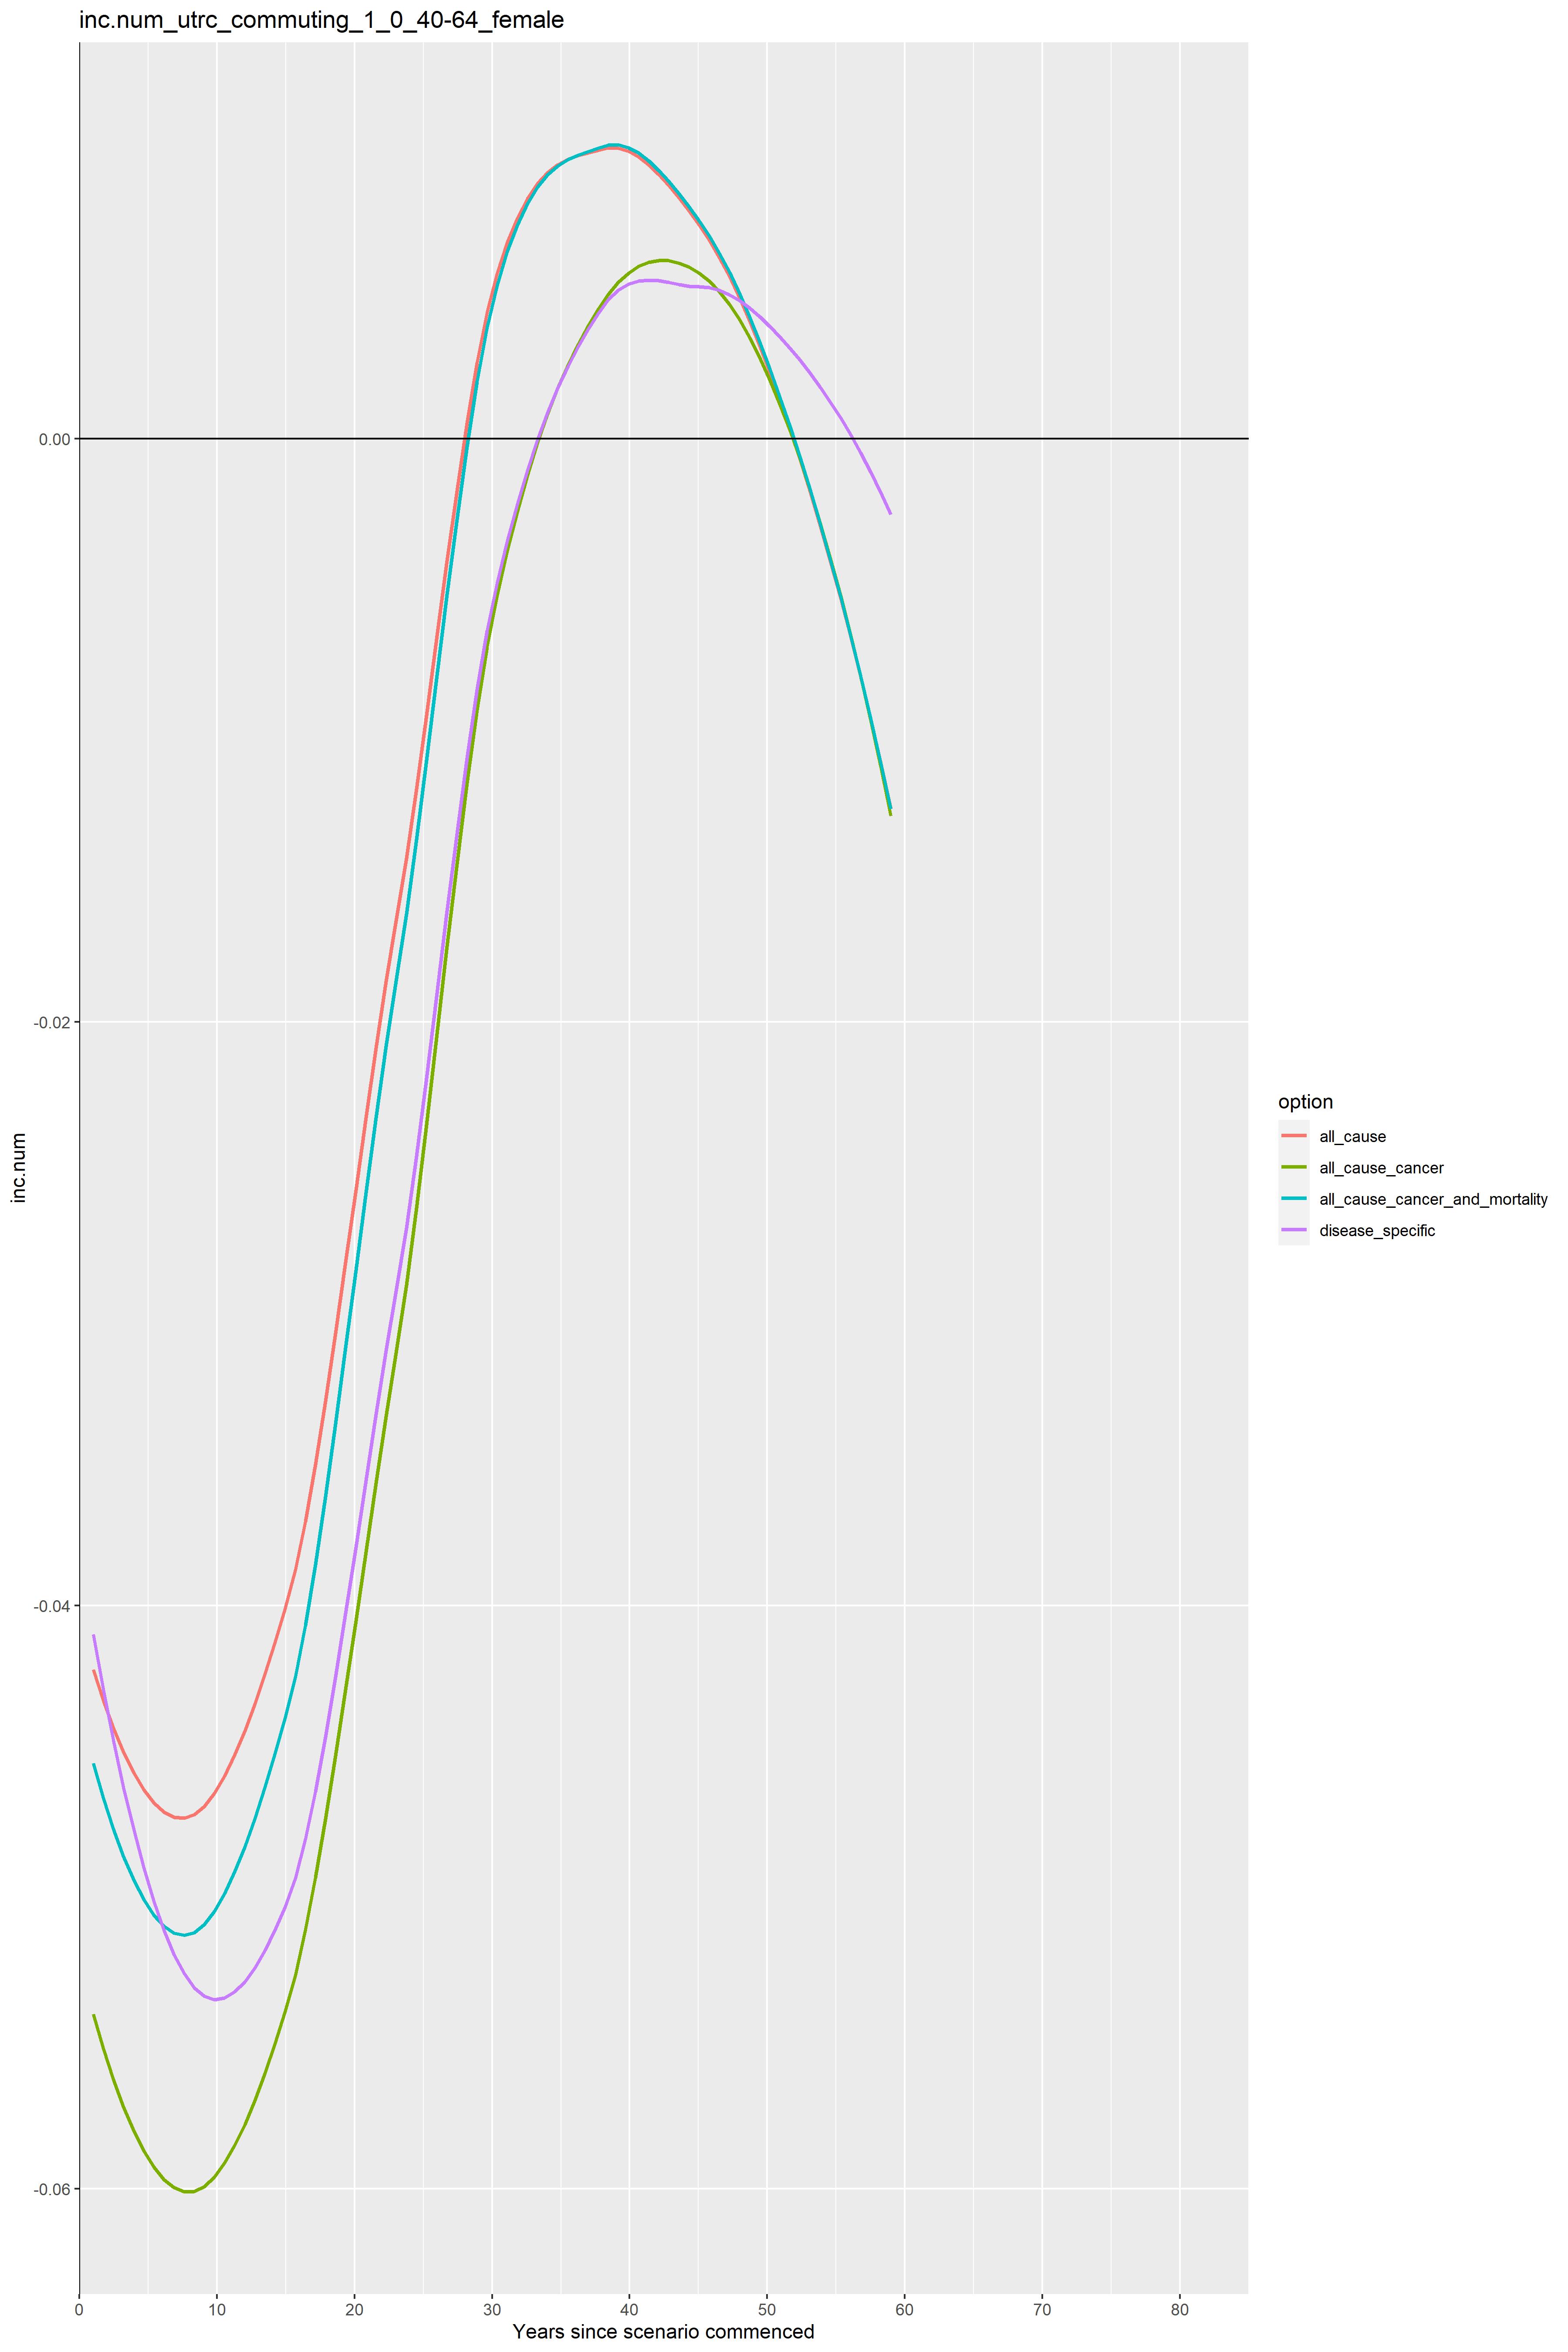 inc.num_utrc_commuting_1_0_40-64_female
0.00
-0.02
-0.04
-0.06
inc.num
0 10 20 30 40 50 60 70 80
Years since scenario commenced
option
all_cause
all_cause_cancer
all_cause_cancer_and_mortality
disease_specific